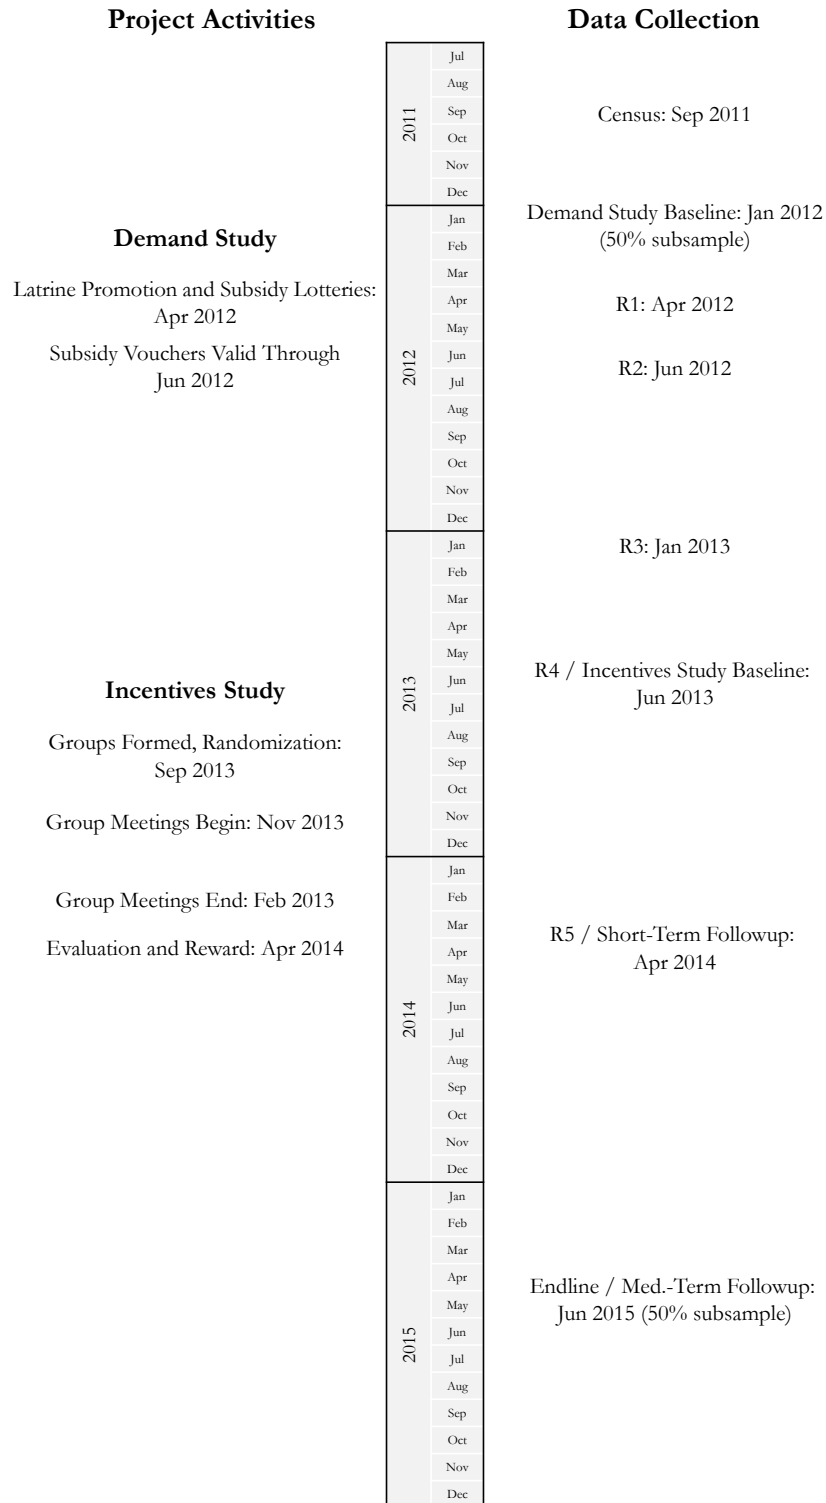 Project Activities
Data Collection
2011
Jul
Aug
Sep
Oct
Nov
Dec
Census: Sep 2011
2012
Jan
Feb
Mar
Apr
May
Jun
Jul
Aug
Sep
Oct
Nov
Dec
Demand Study
Latrine Promotion and Subsidy Lotteries:
Apr 2012
Subsidy Vouchers Valid Through
Jun 2012
Demand Study Baseline: Jan 2012
(50% subsample)
R1: Apr 2012
R2: Jun 2012
2013
Jan
Feb
Mar
Apr
May
Jun
Jul
Aug
Sep
Oct
Nov
Dec
R3: Jan 2013
R4 / Incentives Study Baseline:
Jun 2013
Incentives Study
Groups Formed, Randomization:
Sep 2013
Group Meetings Begin: Nov 2013
2014
Jan
Feb
Mar
Apr
May
Jun
Jul
Aug
Sep
Oct
Nov
Dec
Group Meetings End: Feb 2013
Evaluation and Reward: Apr 2014
R5 / Short-Term Followup:
Apr 2014
2015
Jan
Feb
Mar
Apr
May
Jun
Jul
Aug
Sep
Oct
Nov
Dec
Endline / Med.-Term Followup:
Jun 2015 (50% subsample)